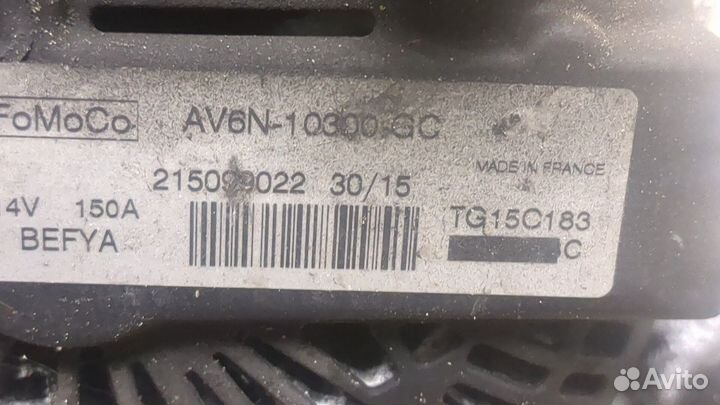 FoMoCo AV6N-10300-GC
MADE IN FRANCE
215099022 30/15
4V 150A TG15C183
BEFYA C
Avito